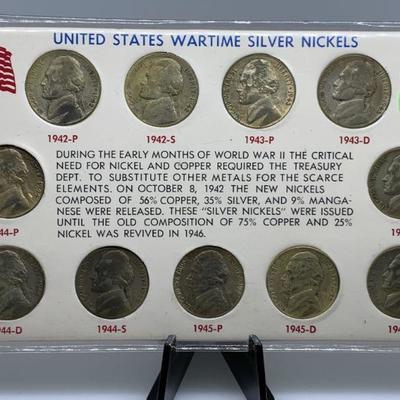 UNITED STATES WARTIME SILVER NICKELS
1942-P 1942-S 1943-P 1943-D
DURING THE EARLY MONTHS OF WORLD WAR II THE CRITICAL
NEED FOR NICKEL AND COPPER REQUIRED THE TREASURY
DEPT. TO SUBSTITUTE OTHER METALS FOR THE SCARCE
ELEMENTS. ON OCTOBER 8, 1942 THE NEW NICKELS
COMPOSED OF 56% COPPER, 35% SILVER, AND 9% MANGA-
NESE WERE RELEASED. THESE "SILVER NICKELS" WERE ISSUED
UNTIL THE OLD COMPOSITION OF 75% COPPER AND 25%
NICKEL WAS REVIVED IN 1946.
44-P 19
44-D 1944-S 1945-P 1945-D 194